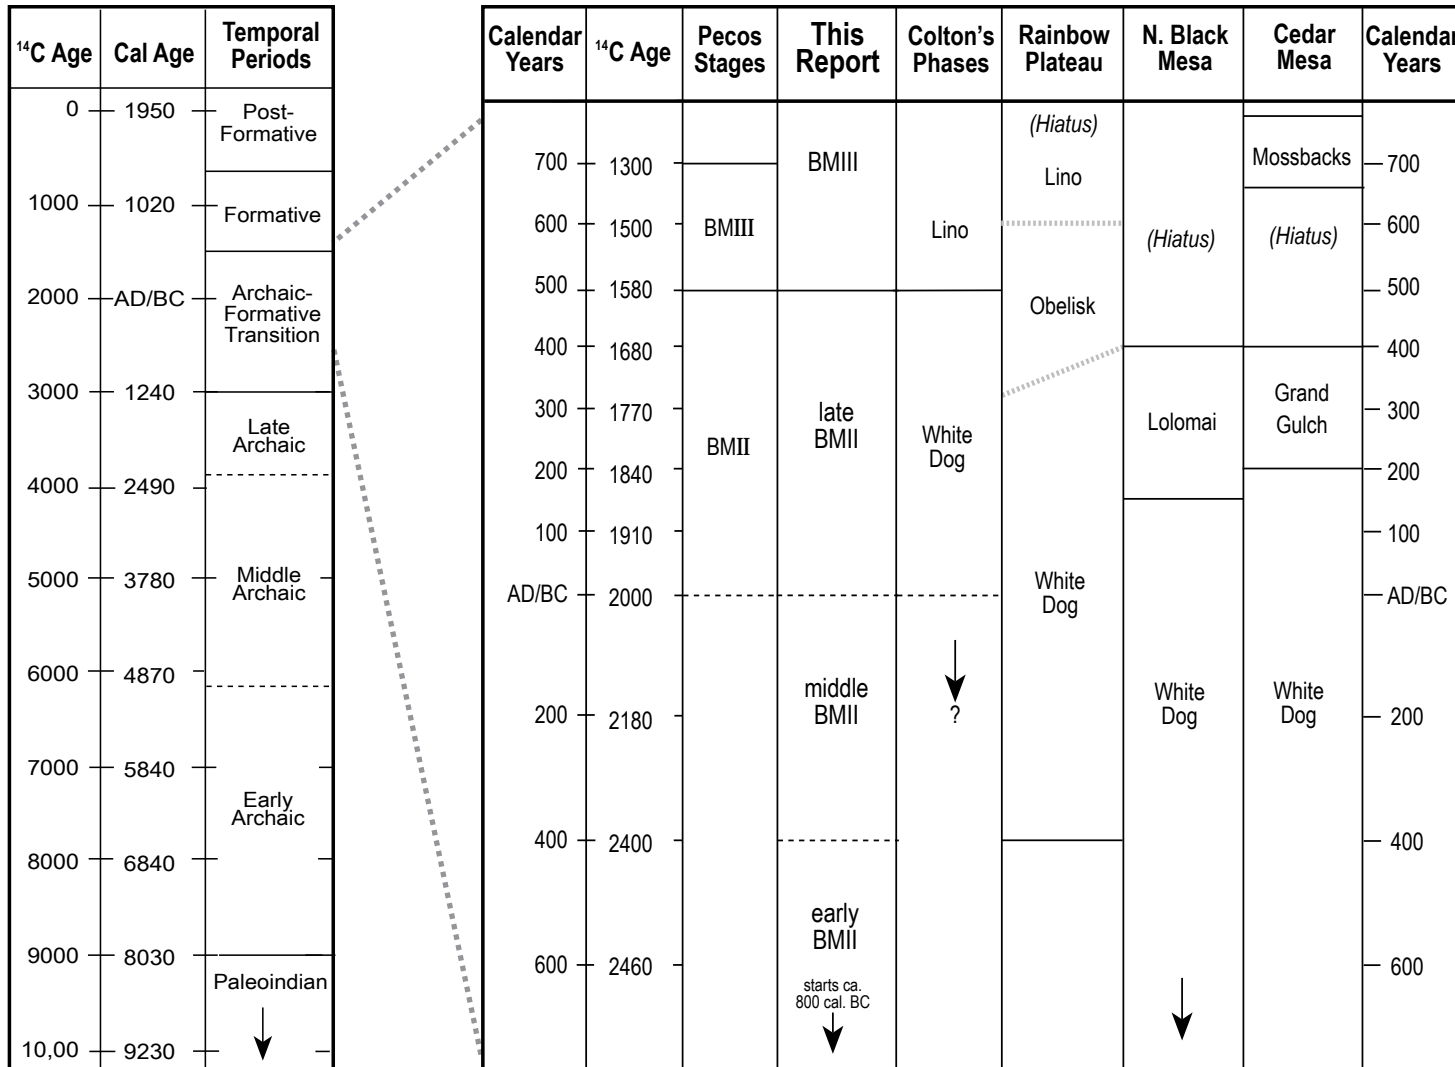 14C Age Cal Age Temporal Periods
0 1950 Post-
Formative
1000 1020 Formative
2000 AD/BC Archaic-
Formative
Transition
3000 1240
Late
Archaic
4000 2490
5000 3780 Middle
Archaic
6000 4870
7000 5840
Early
Archaic
8000 6840
9000 8030
Paleoindian
10,00 9230
Calendar Years 14C Age Pecos Stages This Report Colton's Phases Rainbow Plateau N. Black Mesa Cedar Mesa Calendar Years
(Hiatus)
700 1300 BMIII Lino Mossbacks 700
600 1500 BMIII Lino (Hiatus) (Hiatus) 600
500 1580 Obelisk 500
400 1680 400
300 1770 late
BMII Lolomai Grand
Gulch 300
200 1840 BMII White
Dog 200
100 1910 100
AD/BC 2000 White
Dog AD/BC
200 2180 middle
BMII ? White
Dog White
Dog 200
400 2400 400
early
BMII
600 2460 600
starts ca.
800 cal. BC